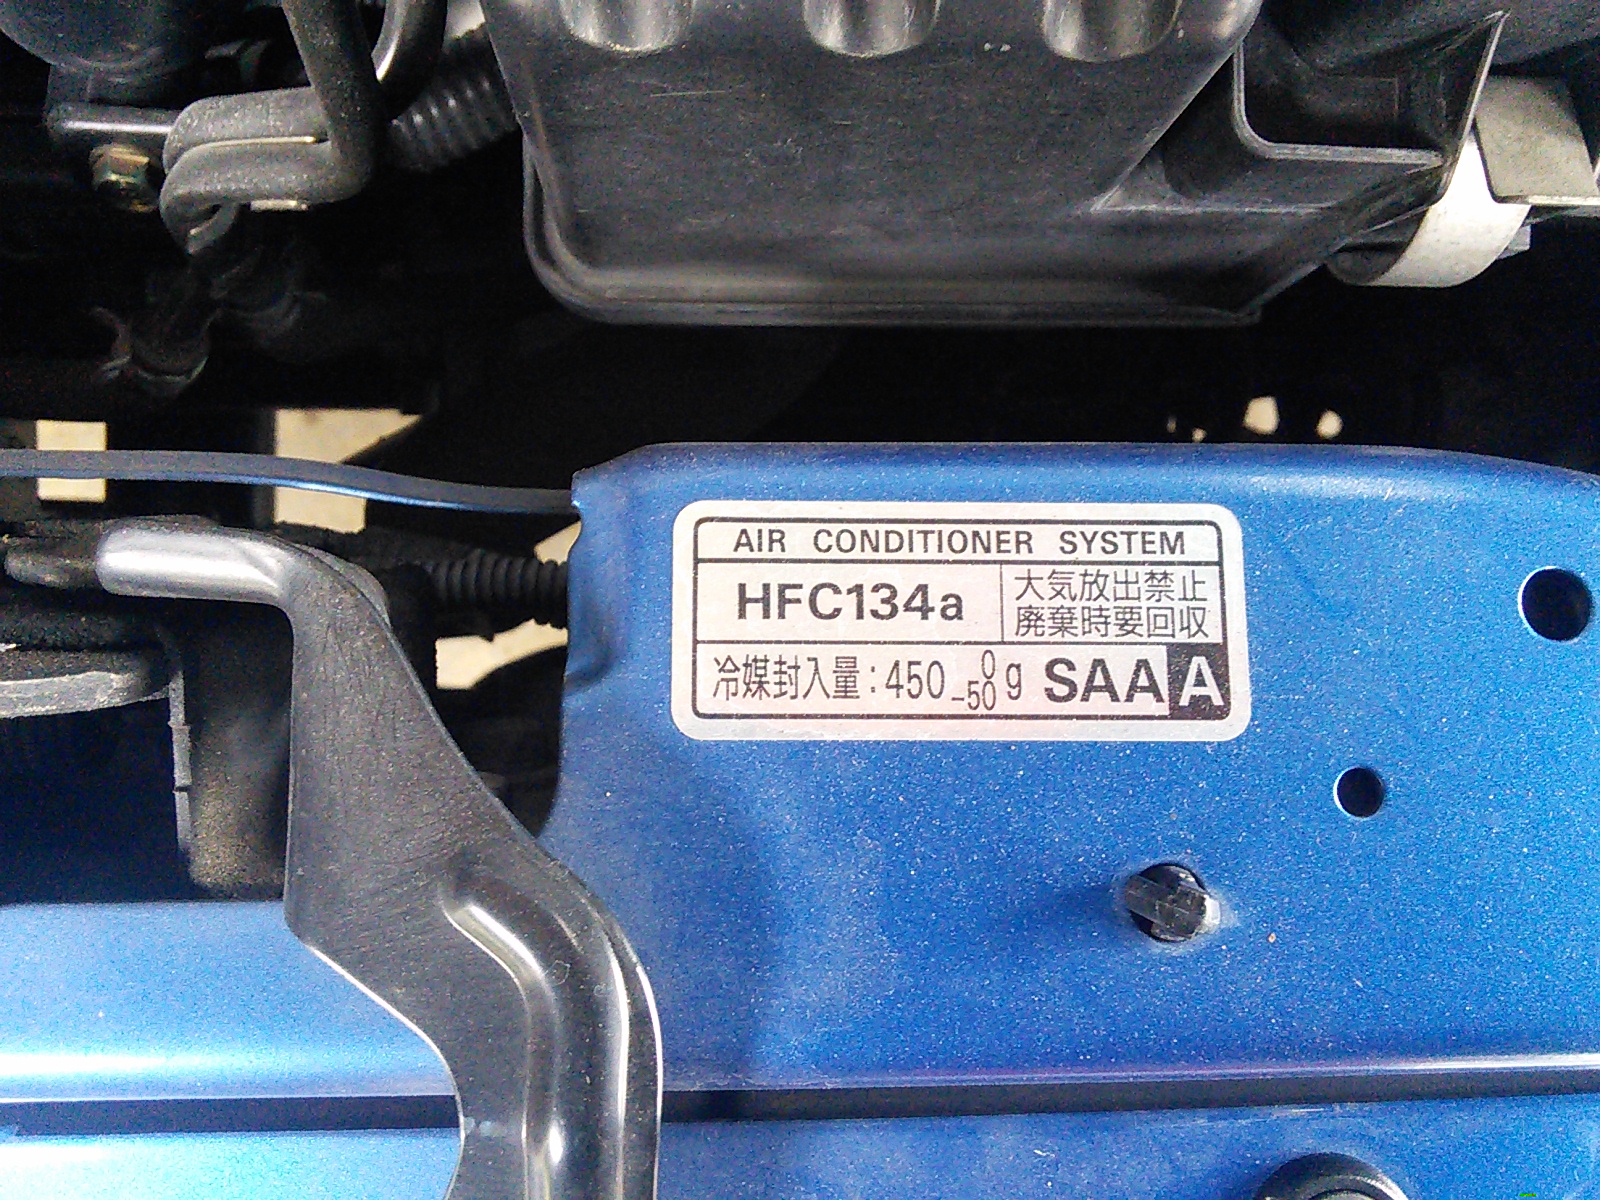 AIR CONDITIONER SYSTEM
HFC134a
大気放出禁止
廃棄時要回収
冷媒封入量:450 0 -50 g SAA A